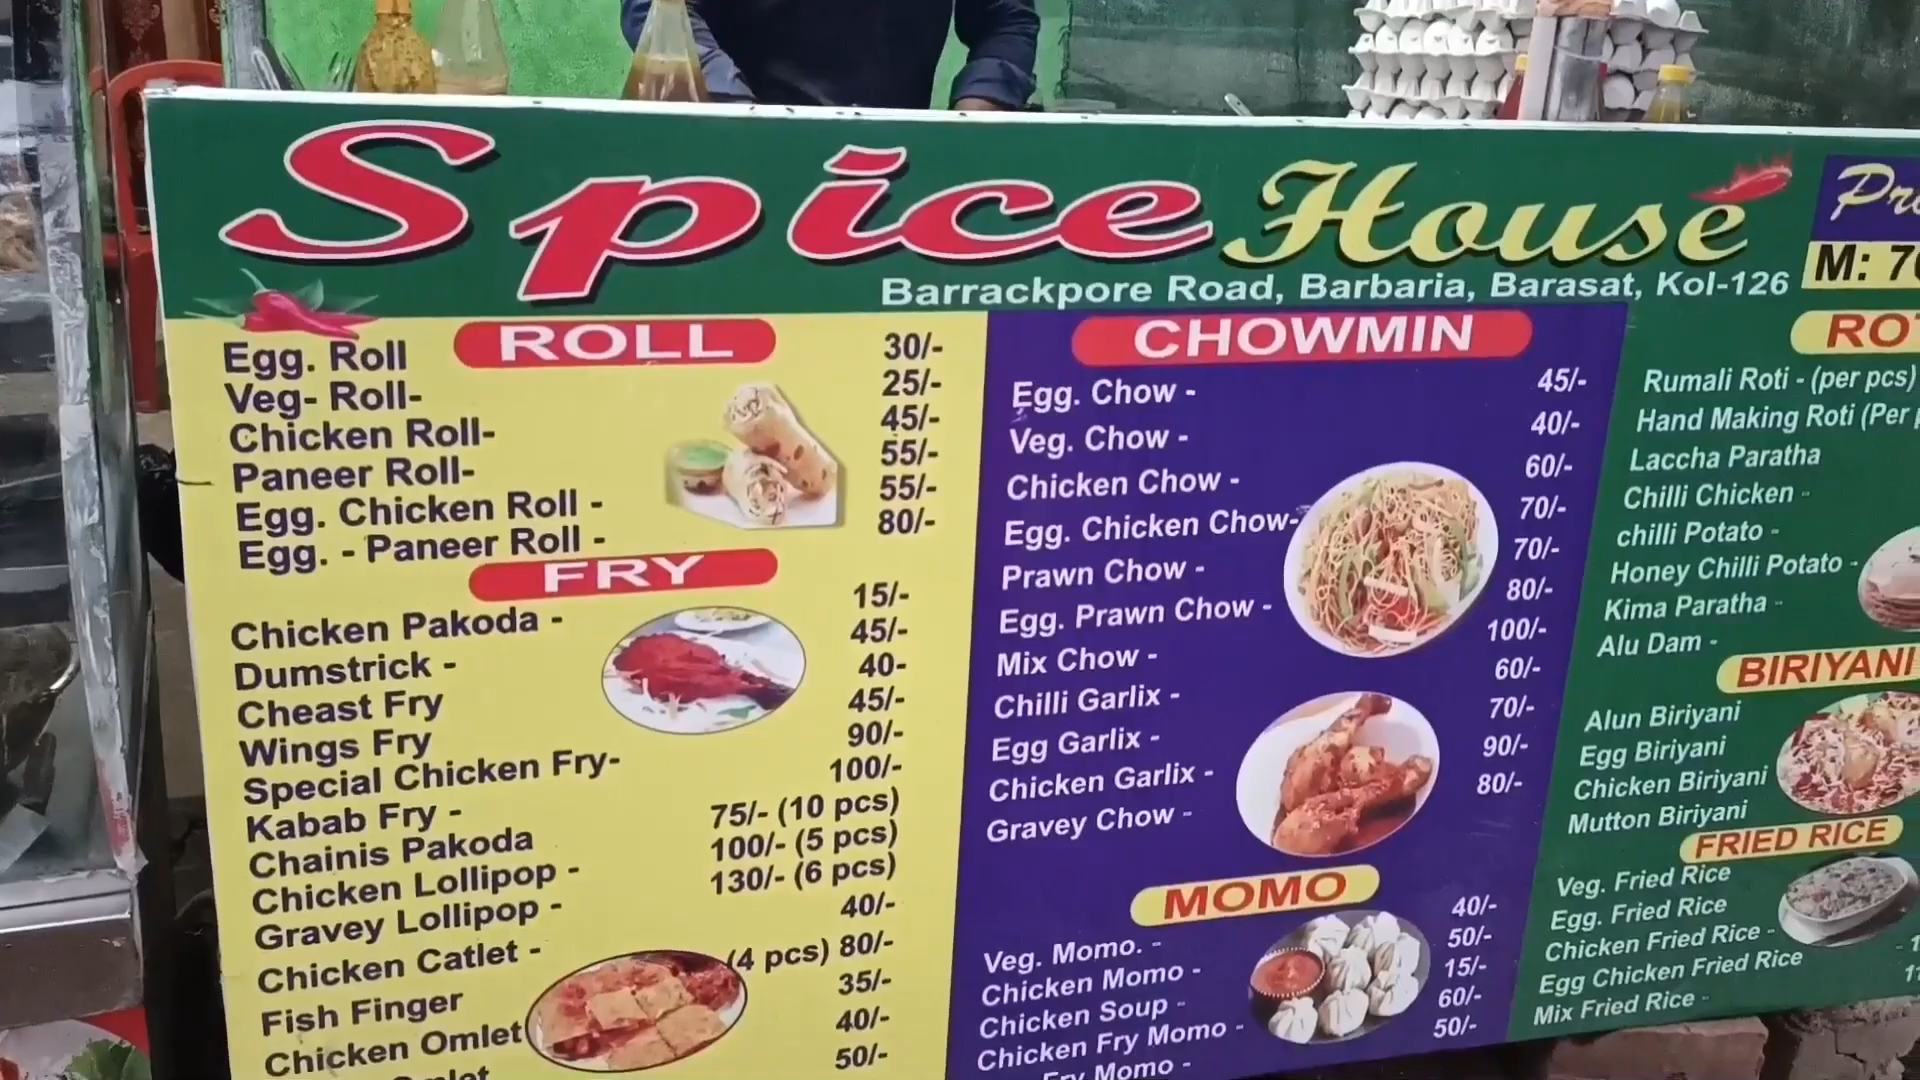 Spice House
Barrackpore Road, Barbaria, Barasat, Kol-126
M: 7
ROLL
Egg. Roll 30/-
Veg- Roll- 25/-
Chicken Roll- 45/-
Paneer Roll- 55/-
Egg. Chicken Roll - 55/-
Egg. - Paneer Roll - 80/-
FRY
Chicken Pakoda - 15/-
Dumstrick - 45/-
Cheast Fry 40-
Wings Fry 45/-
Special Chicken Fry- 90/-
Kabab Fry - 100/-
Chainis Pakoda 75/- (10 pcs)
Chicken Lollipop - 100/- (5 pcs)
Gravey Lollipop - 130/- (6 pcs)
Chicken Catlet - 40/-
Fish Finger (4 pcs) 80/-
Chicken Omlet 35/-
40/-
50/-
CHOWMIN
Egg. Chow - 45/-
Veg. Chow - 40/-
Chicken Chow - 60/-
Egg. Chicken Chow- 70/-
Prawn Chow - 70/-
Egg. Prawn Chow - 80/-
Mix Chow - 100/-
Chilli Garlix - 60/-
Egg Garlix - 70/-
Chicken Garlix - 90/-
Gravey Chow - 80/-
MOMO
Veg. Momo. - 40/-
Chicken Momo - 50/-
Chicken Soup - 15/-
Chicken Fry Momo - 60/-
Fry Momo - 50/-
Rumali Roti - (per pcs)
Hand Making Roti (Per
Laccha Paratha
Chilli Chicken -
chilli Potato -
Honey Chilli Potato -
Kima Paratha -
Alu Dam -
BIRIYANI
Alun Biriyani
Egg Biriyani
Chicken Biriyani
Mutton Biriyani
FRIED RICE
Veg. Fried Rice
Egg. Fried Rice
Chicken Fried Rice -
Egg Chicken Fried Rice
Mix Fried Rice -